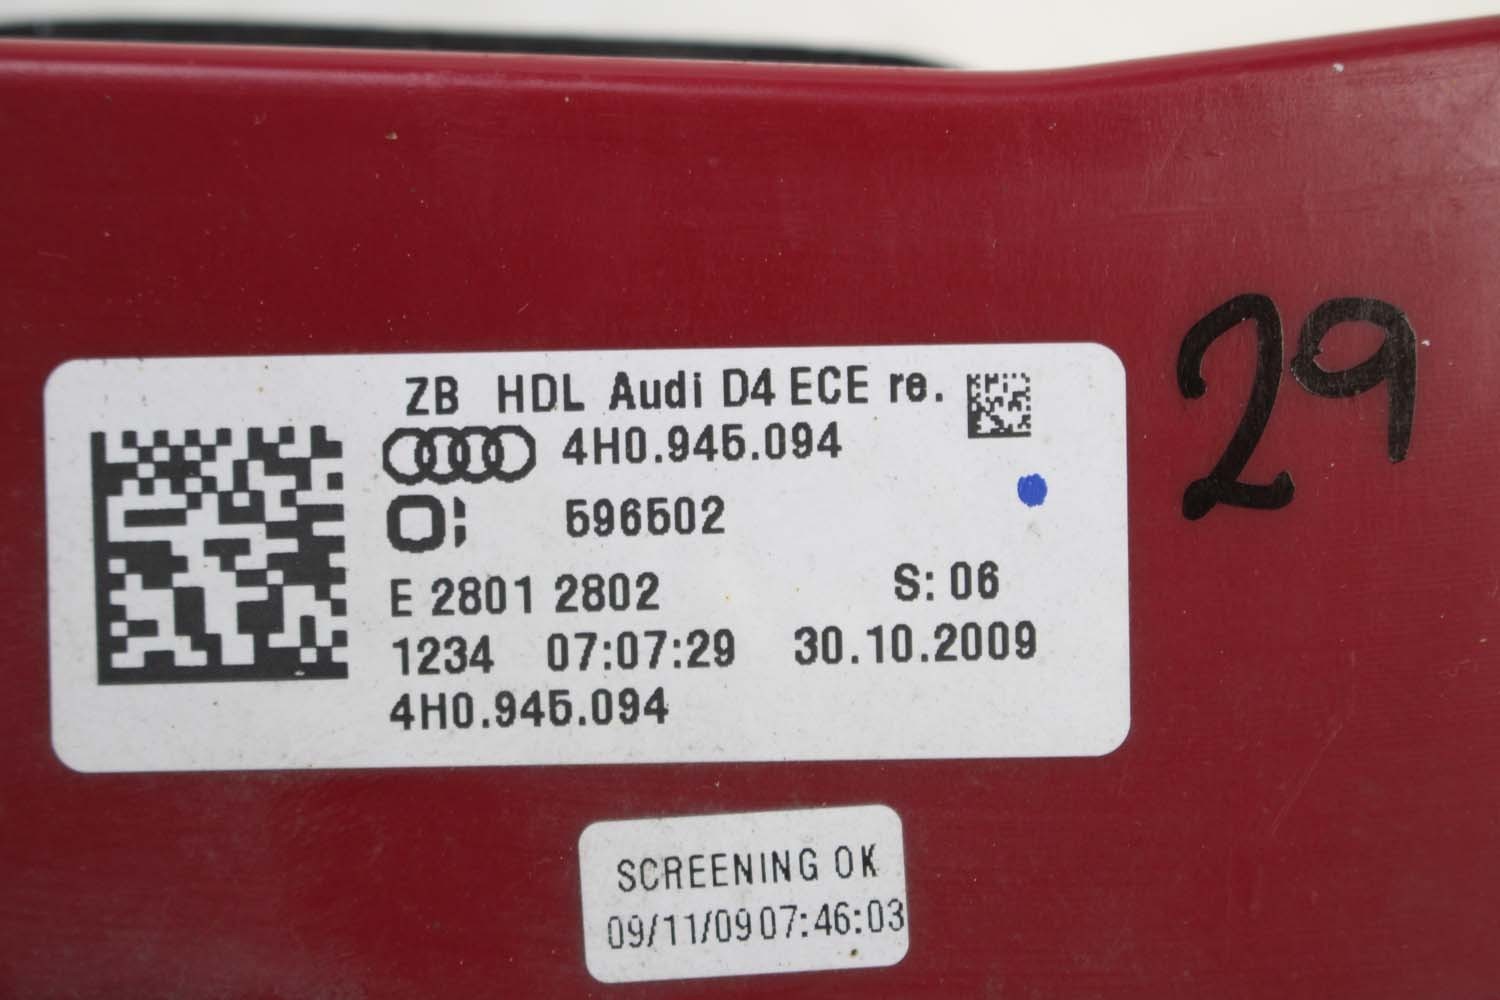 ZB HDL Audi D4 ECE re.
4H0.945.094
596502
E 2801 2802 S: 06
1234 07:07:29 30.10.2009
4H0.945.094
29
SCREENING OK
09/11/09 07:46:03